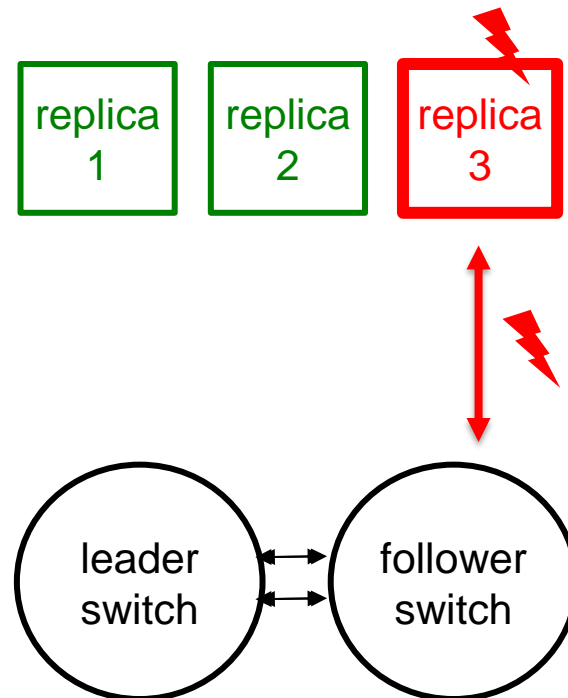 replica
1
replica
2
replica
3
leader
switch
follower
switch